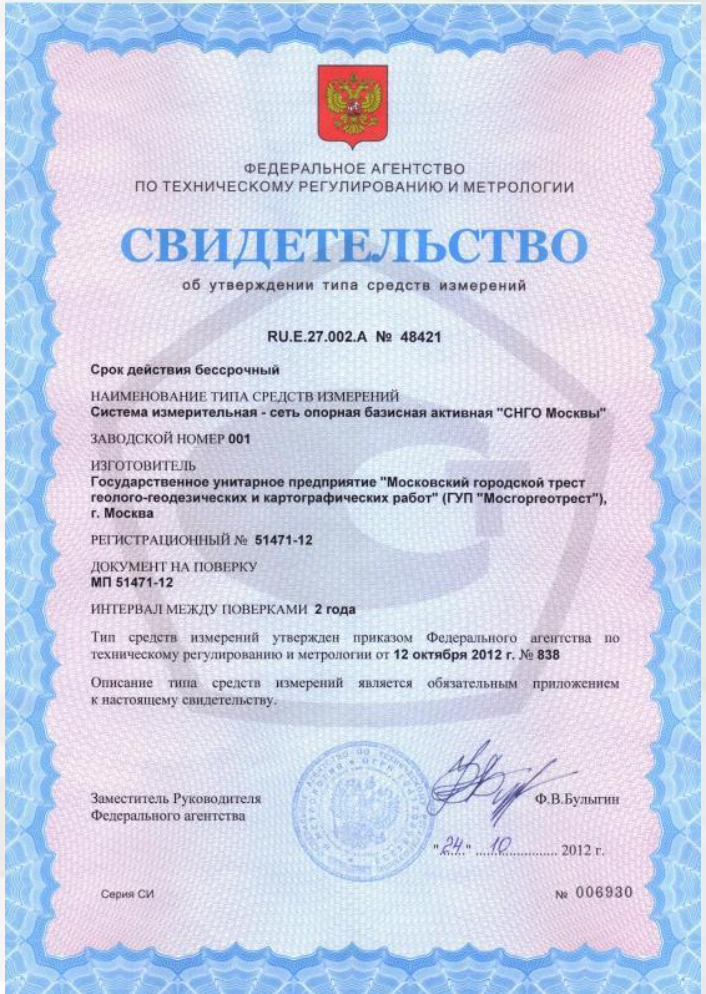 ФЕДЕРАЛЬНОЕ АГЕНТСТВО
ПО ТЕХНИЧЕСКОМУ РЕГУЛИРОВАНИЮ И МЕТРОЛОГИИ
СВИДЕТЕЛЬСТВО
об утверждении типа средств измерений
RU.E.27.002.A № 48421
Срок действия бессрочный
НАИМЕНОВАНИЕ ТИПА СРЕДСТВ ИЗМЕРЕНИЙ
Система измерительная - сеть опорная базисная активная "СНГО Москвы"
ЗАВОДСКОЙ НОМЕР 001
ИЗГОТОВИТЕЛЬ
Государственное унитарное предприятие "Московский городской трест
геолого-геодезических и картографических работ" (ГУП "Мосгоргеотрест"),
г. Москва
РЕГИСТРАЦИОННЫЙ № 51471-12
ДОКУМЕНТ НА ПОВЕРКУ
МП 51471-12
ИНТЕРВАЛ МЕЖДУ ПОВЕРКАМИ 2 года
Тип средств измерений утвержден приказом Федерального агентства по
техническому регулированию и метрологии от 12 октября 2012 г. № 838
Описание типа средств измерений является обязательным приложением
к настоящему свидетельству.
Заместитель Руководителя
Федерального агентства
Ф.В.Булыгин
"24." 10 2012 г.
Серия СИ
№ 006930